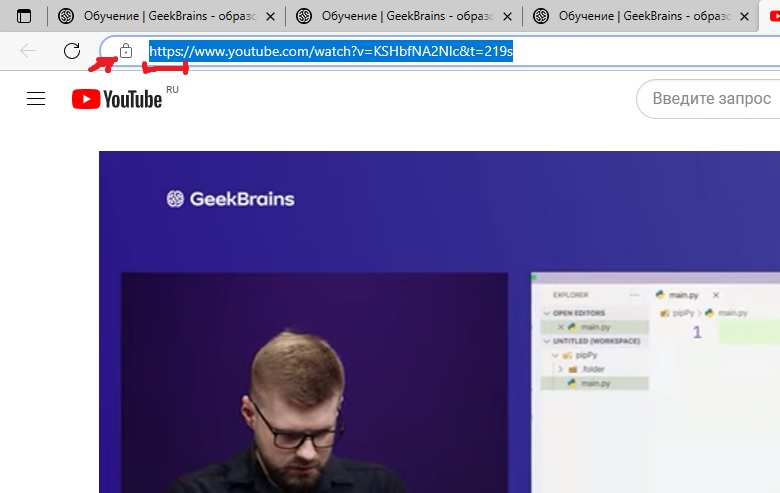 Обучение | GeekBrains - образо Обучение | GeekBrains - образо Обучение | GeekBrains - образо
https://www.youtube.com/watch?v=KSHbfNA2NIc&t=219s
YouTube RU
Введите запрос
GeekBrains
EXPLORER
main.py
OPEN EDITORS
pipPy > main.py
main.py
1
UNTITLED (WORKSPACE)
pipPy
.folder
main.py